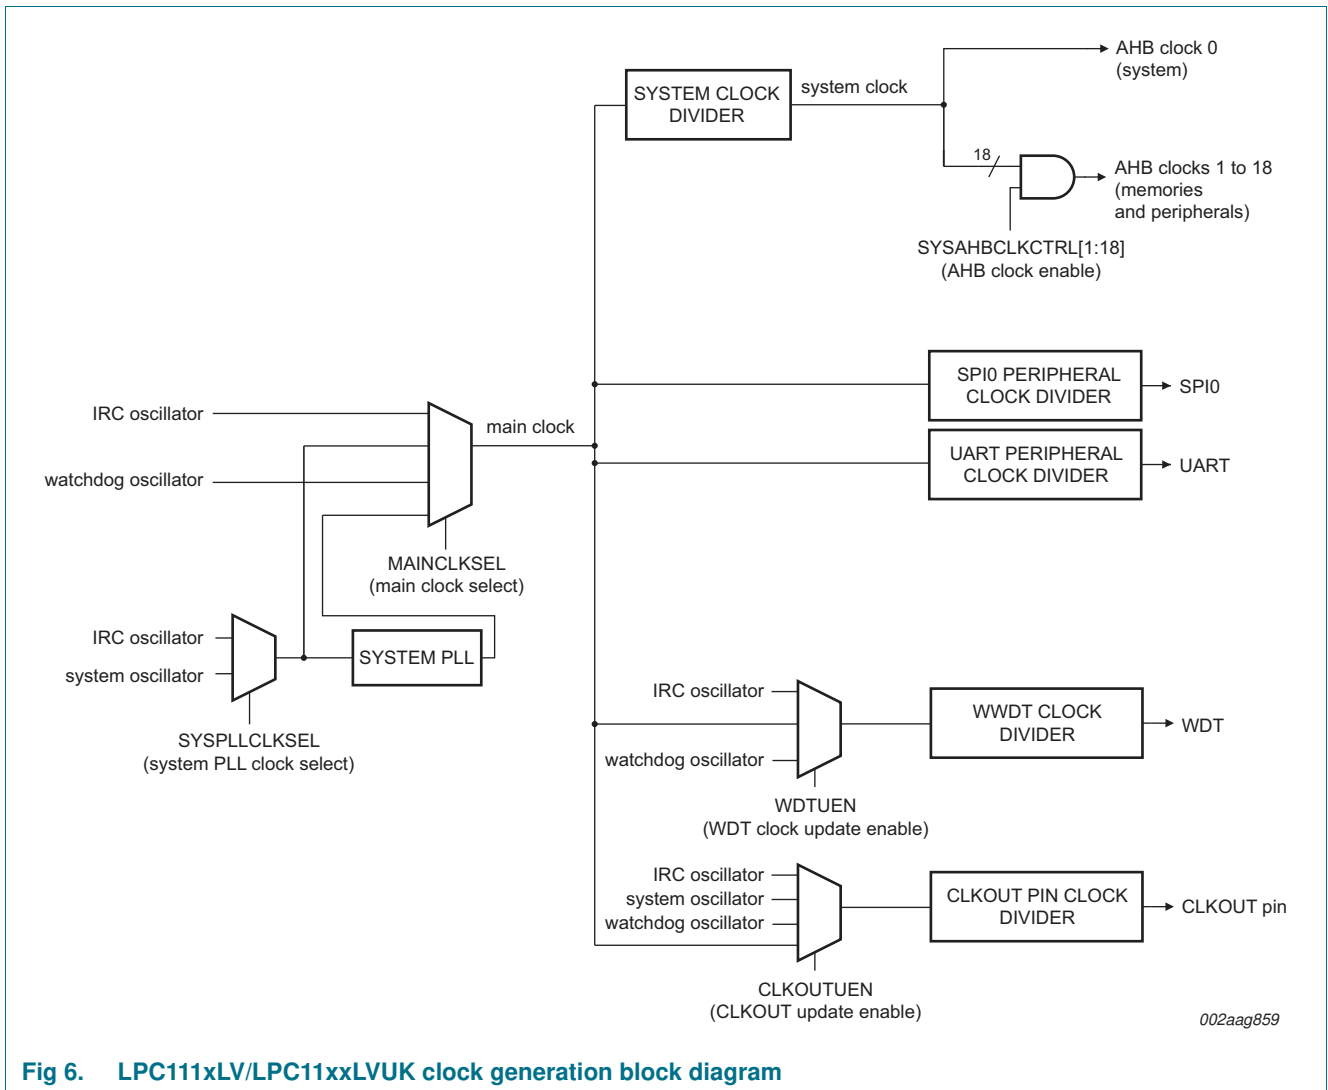 AHB clock 0
(system)
SYSTEM CLOCK
DIVIDER
system clock
18
AHB clocks 1 to 18
(memories
and peripherals)
SYSAHBCLKCTRL[1:18]
(AHB clock enable)
SPI0 PERIPHERAL
CLOCK DIVIDER
SPI0
IRC oscillator
main clock
UART PERIPHERAL
CLOCK DIVIDER
UART
watchdog oscillator
MAINCLKSEL
(main clock select)
IRC oscillator
system oscillator
SYSTEM PLL
SYSPLLCLKSEL
(system PLL clock select)
IRC oscillator
watchdog oscillator
WWDT CLOCK
DIVIDER
WDT
WDTUEN
(WDT clock update enable)
IRC oscillator
system oscillator
watchdog oscillator
CLKOUT PIN CLOCK
DIVIDER
CLKOUT pin
CLKOUTUEN
(CLKOUT update enable)
002aag859
Fig 6. LPC111xLV/LPC11xxLVUK clock generation block diagram